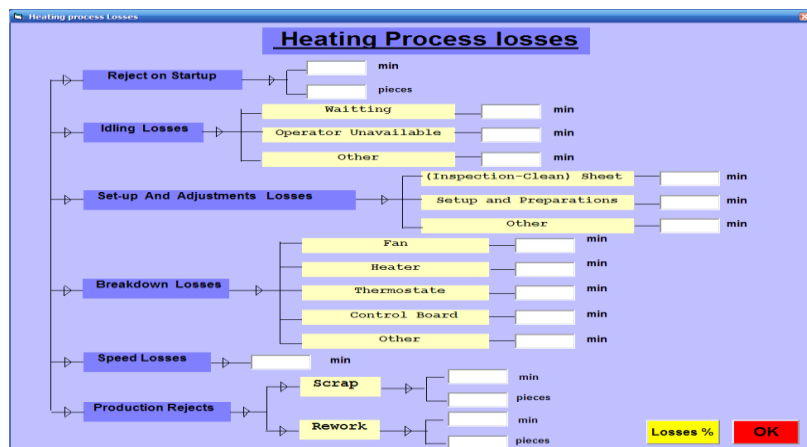 Heating process Losses
Heating Process losses
Reject on Startup
min
pieces
Idling Losses
Waitting
min
Operator Unavailable
min
Other
min
Set-up And Adjustments Losses
(Inspection-Clean) Sheet
min
Setup and Preparations
min
Other
min
Breakdown Losses
Fan
min
Heater
min
Thermostate
min
Control Board
min
Other
min
Speed Losses
min
Production Rejects
Scrap
min
pieces
Rework
min
pieces
Losses %
OK